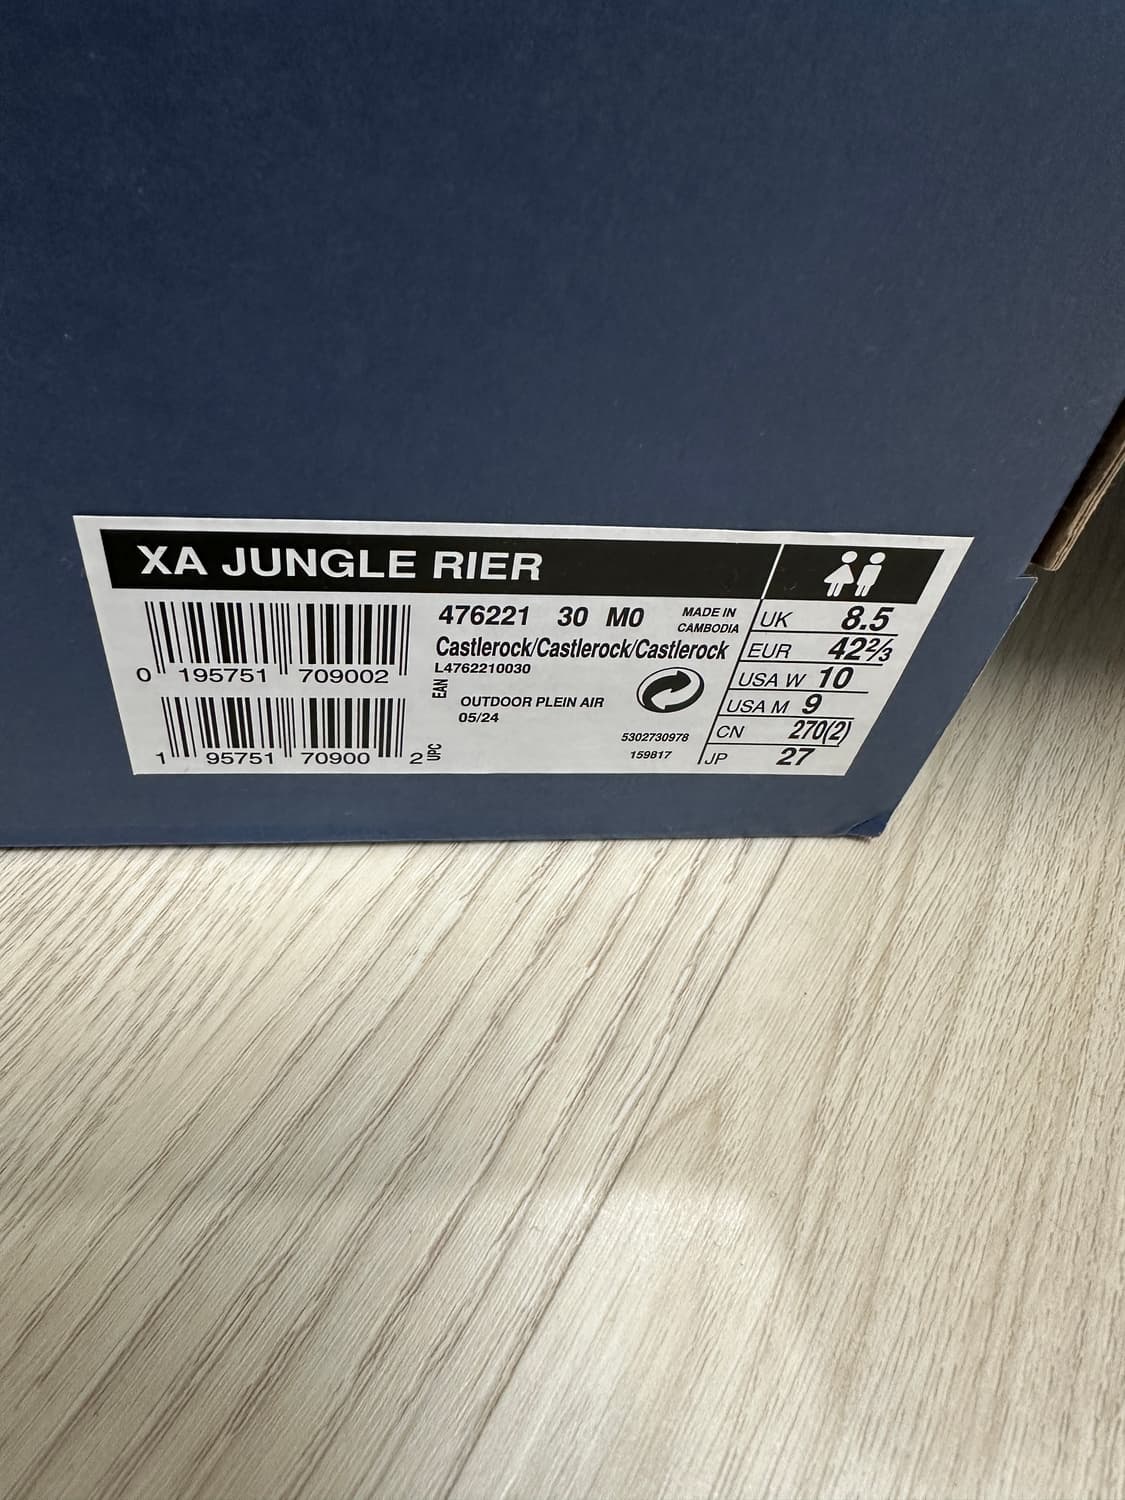 XA JUNGLE RIER
0 195751 709002
EAN
1 95751 70900 2
UPC
476221 30 M0
MADE IN
CAMBODIA
Castlerock/Castlerock/Castlerock
L4762210030
OUTDOOR PLEIN AIR
05/24
5302730978
159817
UK 8.5
EUR 42⅔
USA W 10
USA M 9
CN 270(2)
JP 27